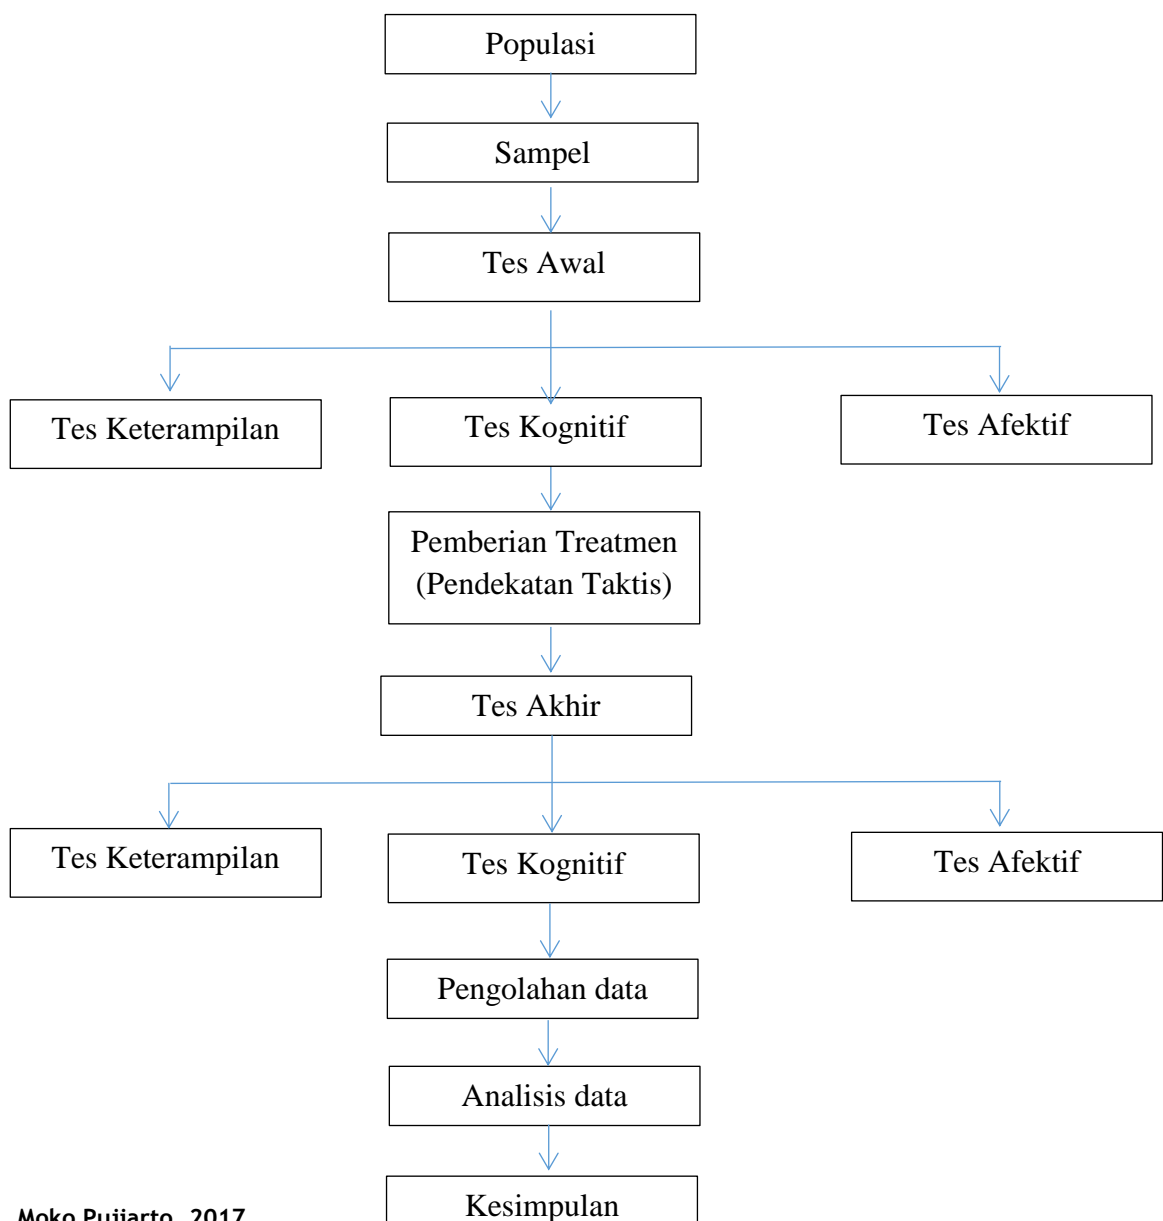 Populasi
Sampel
Tes Awal
Tes Keterampilan
Tes Kognitif
Tes Afektif
Pemberian Treatmen
(Pendekatan Taktis)
Tes Akhir
Tes Keterampilan
Tes Kognitif
Tes Afektif
Pengolahan data
Analisis data
Kesimpulan
Moko Pujiarto, 2017